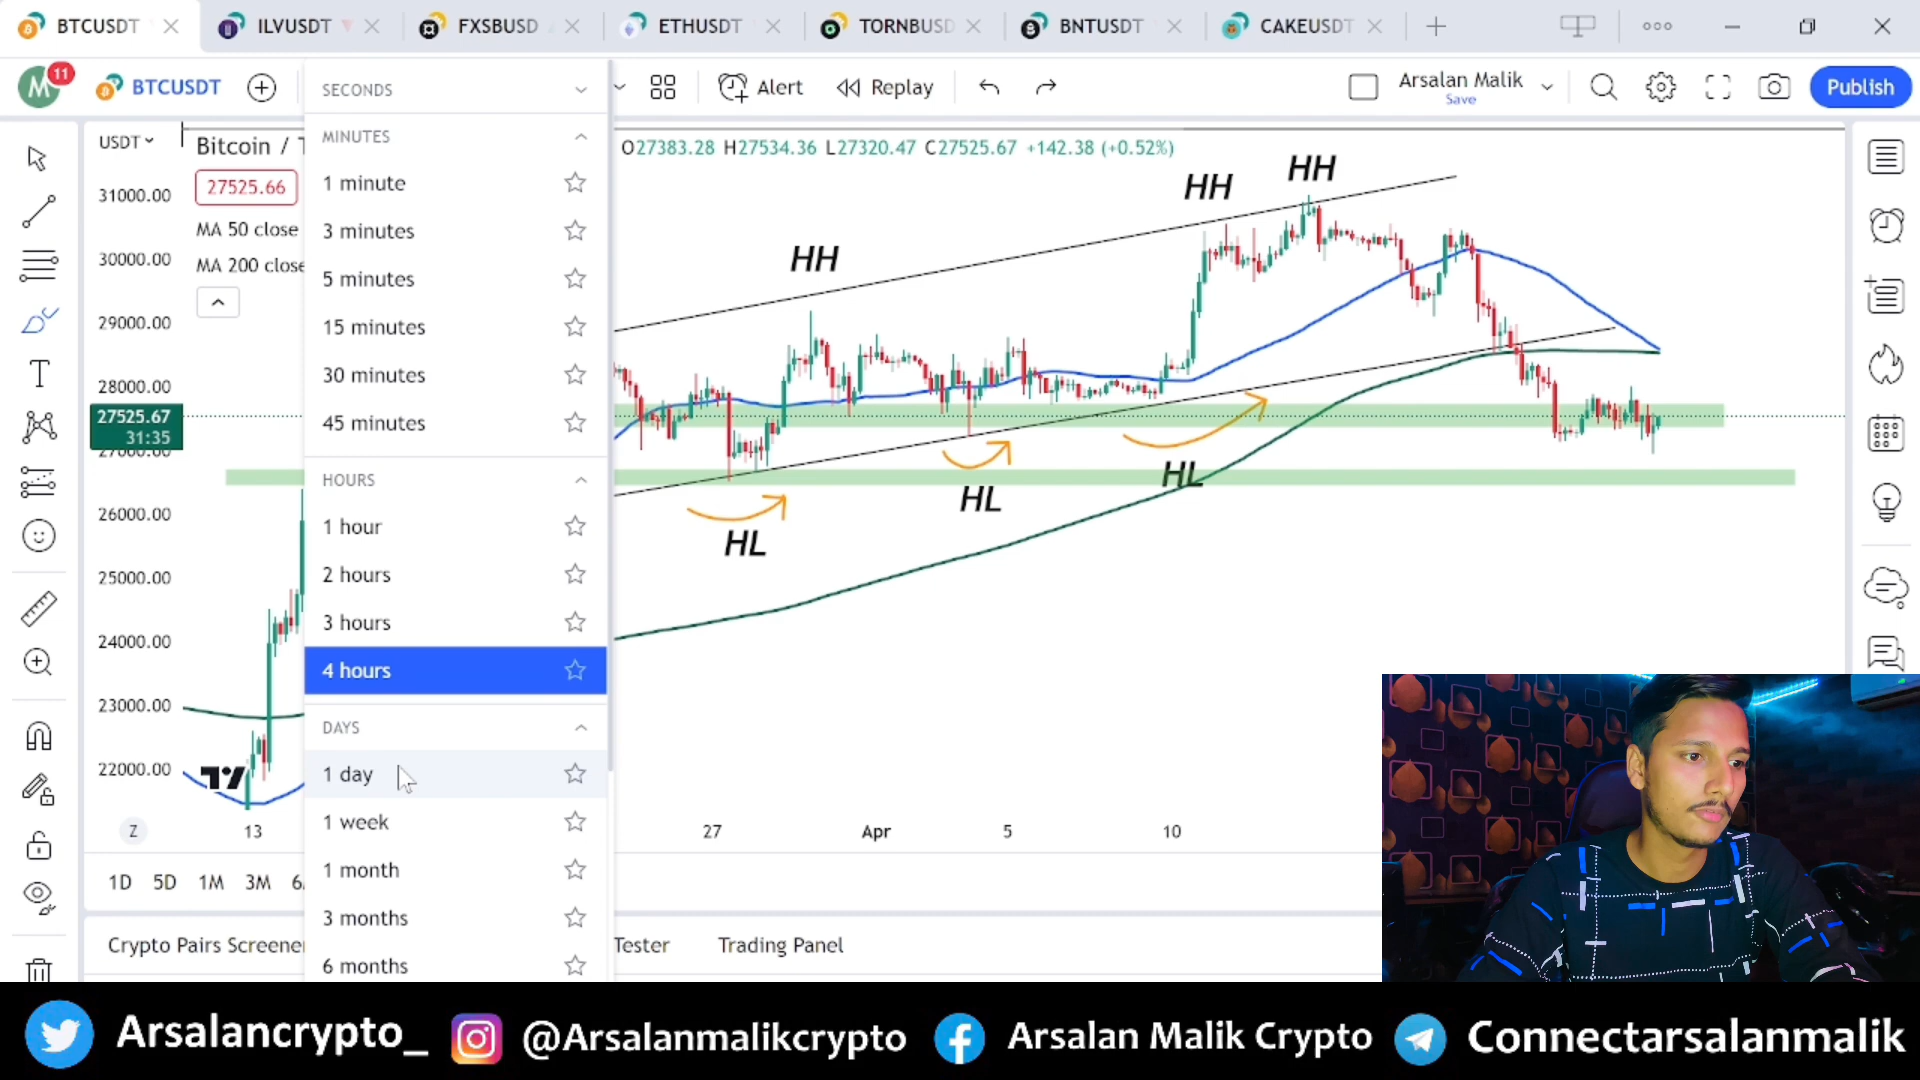 BTCUSDT
ILVUSDT
FXSBUSD
ETHUSDT
TORNBUSD
BNTUSDT
CAKEUSDT
M
11
BTCUSDT
Alert
Replay
Arsalan Malik
Save
Publish
SECONDS
MINUTES
1 minute
3 minutes
5 minutes
15 minutes
30 minutes
45 minutes
HOURS
1 hour
2 hours
3 hours
4 hours
DAYS
1 day
1 week
1 month
3 months
6 months
USDT
Bitcoin / T
O27383.28 H27534.36 L27320.47 C27525.67 +142.38 (+0.52%)
27525.66
MA 50 close
MA 200 close
31000.00
30000.00
29000.00
28000.00
27525.67
31:35
27000.00
26000.00
25000.00
24000.00
23000.00
22000.00
HH
HH
HH
HL
HL
HL
Z
13
27
Apr
5
10
1D 5D 1M 3M
Crypto Pairs Screener
Tester
Trading Panel
Arsalancrypto_
@Arsalanmalikcrypto
Arsalan Malik Crypto
Connectarsalanmalik